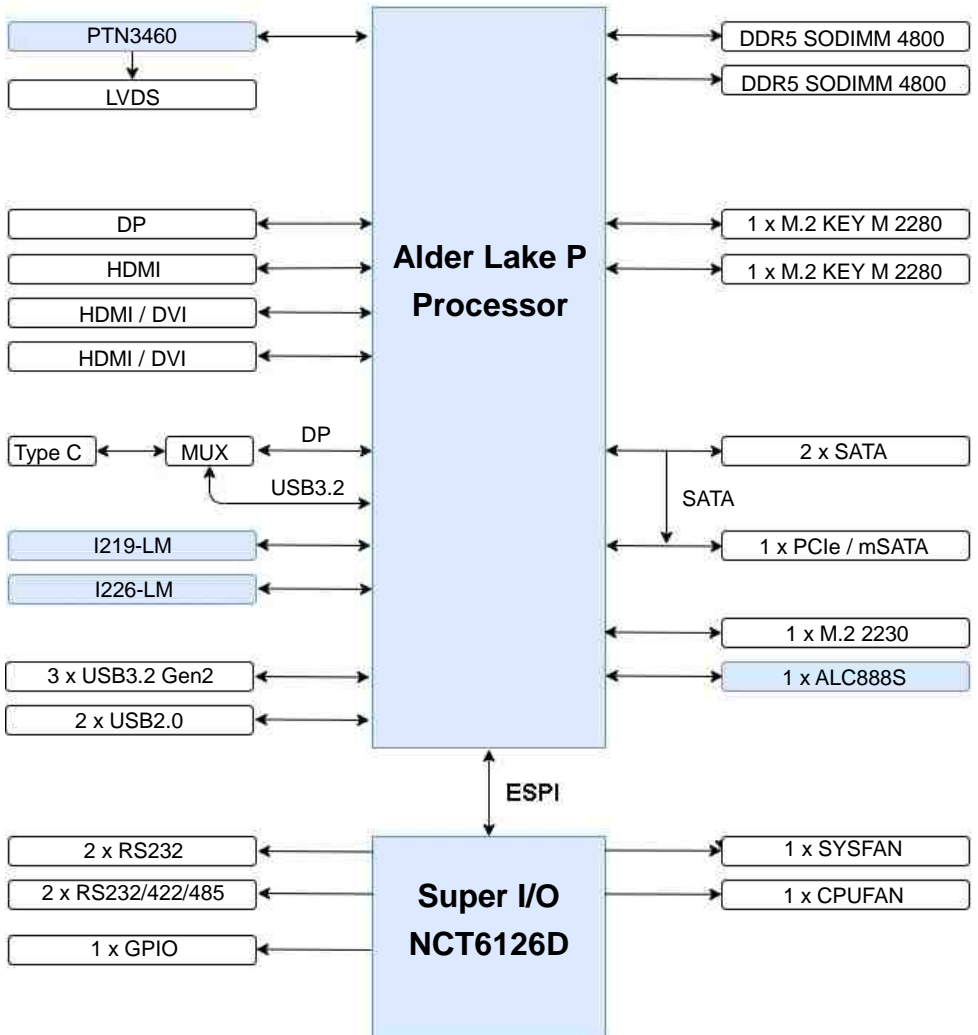 PTN3460
LVDS
DP
HDMI
HDMI / DVI
HDMI / DVI
Type C
MUX
DP
USB3.2
I219-LM
I226-LM
3 x USB3.2 Gen2
2 x USB2.0
Alder Lake P
Processor
DDR5 SODIMM 4800
DDR5 SODIMM 4800
1 x M.2 KEY M 2280
1 x M.2 KEY M 2280
2 x SATA
SATA
1 x PCIe / mSATA
1 x M.2 2230
1 x ALC888S
ESPI
2 x RS232
2 x RS232/422/485
1 x GPIO
Super I/O
NCT6126D
1 x SYSFAN
1 x CPUFAN